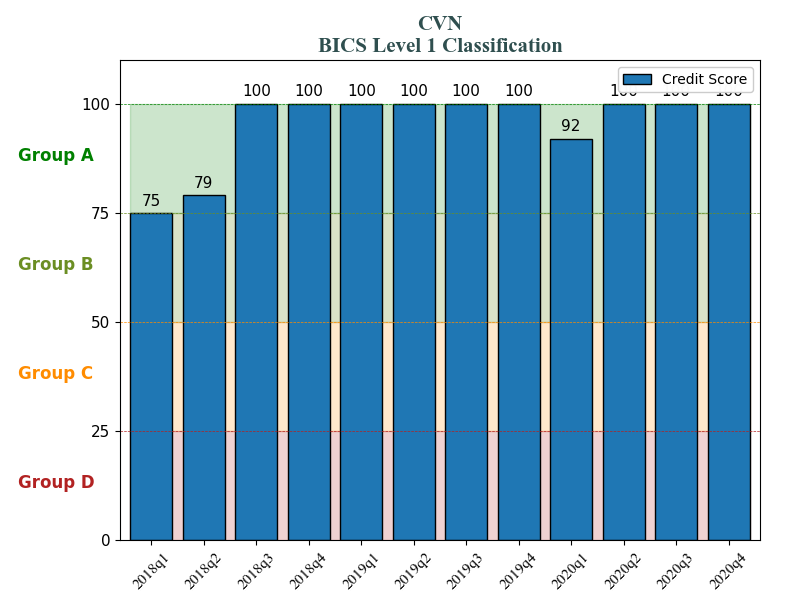 CVN
BICS Level 1 Classification
Credit Score
100 100 100 100 100 100 100 100 100
92
79
75
100
75
50
25
0
Group A
Group B
Group C
Group D
2018q1 2018q2 2018q3 2018q4 2019q1 2019q2 2019q3 2019q4 2020q1 2020q2 2020q3 2020q4